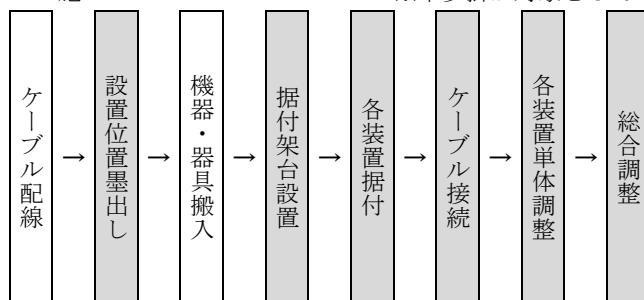 ケーブル配線
→
設置位置墨出し
→
機器・器具搬入
→
据付架台設置
→
各装置据付
→
ケーブル接続
→
各装置単体調整
→
総合調整